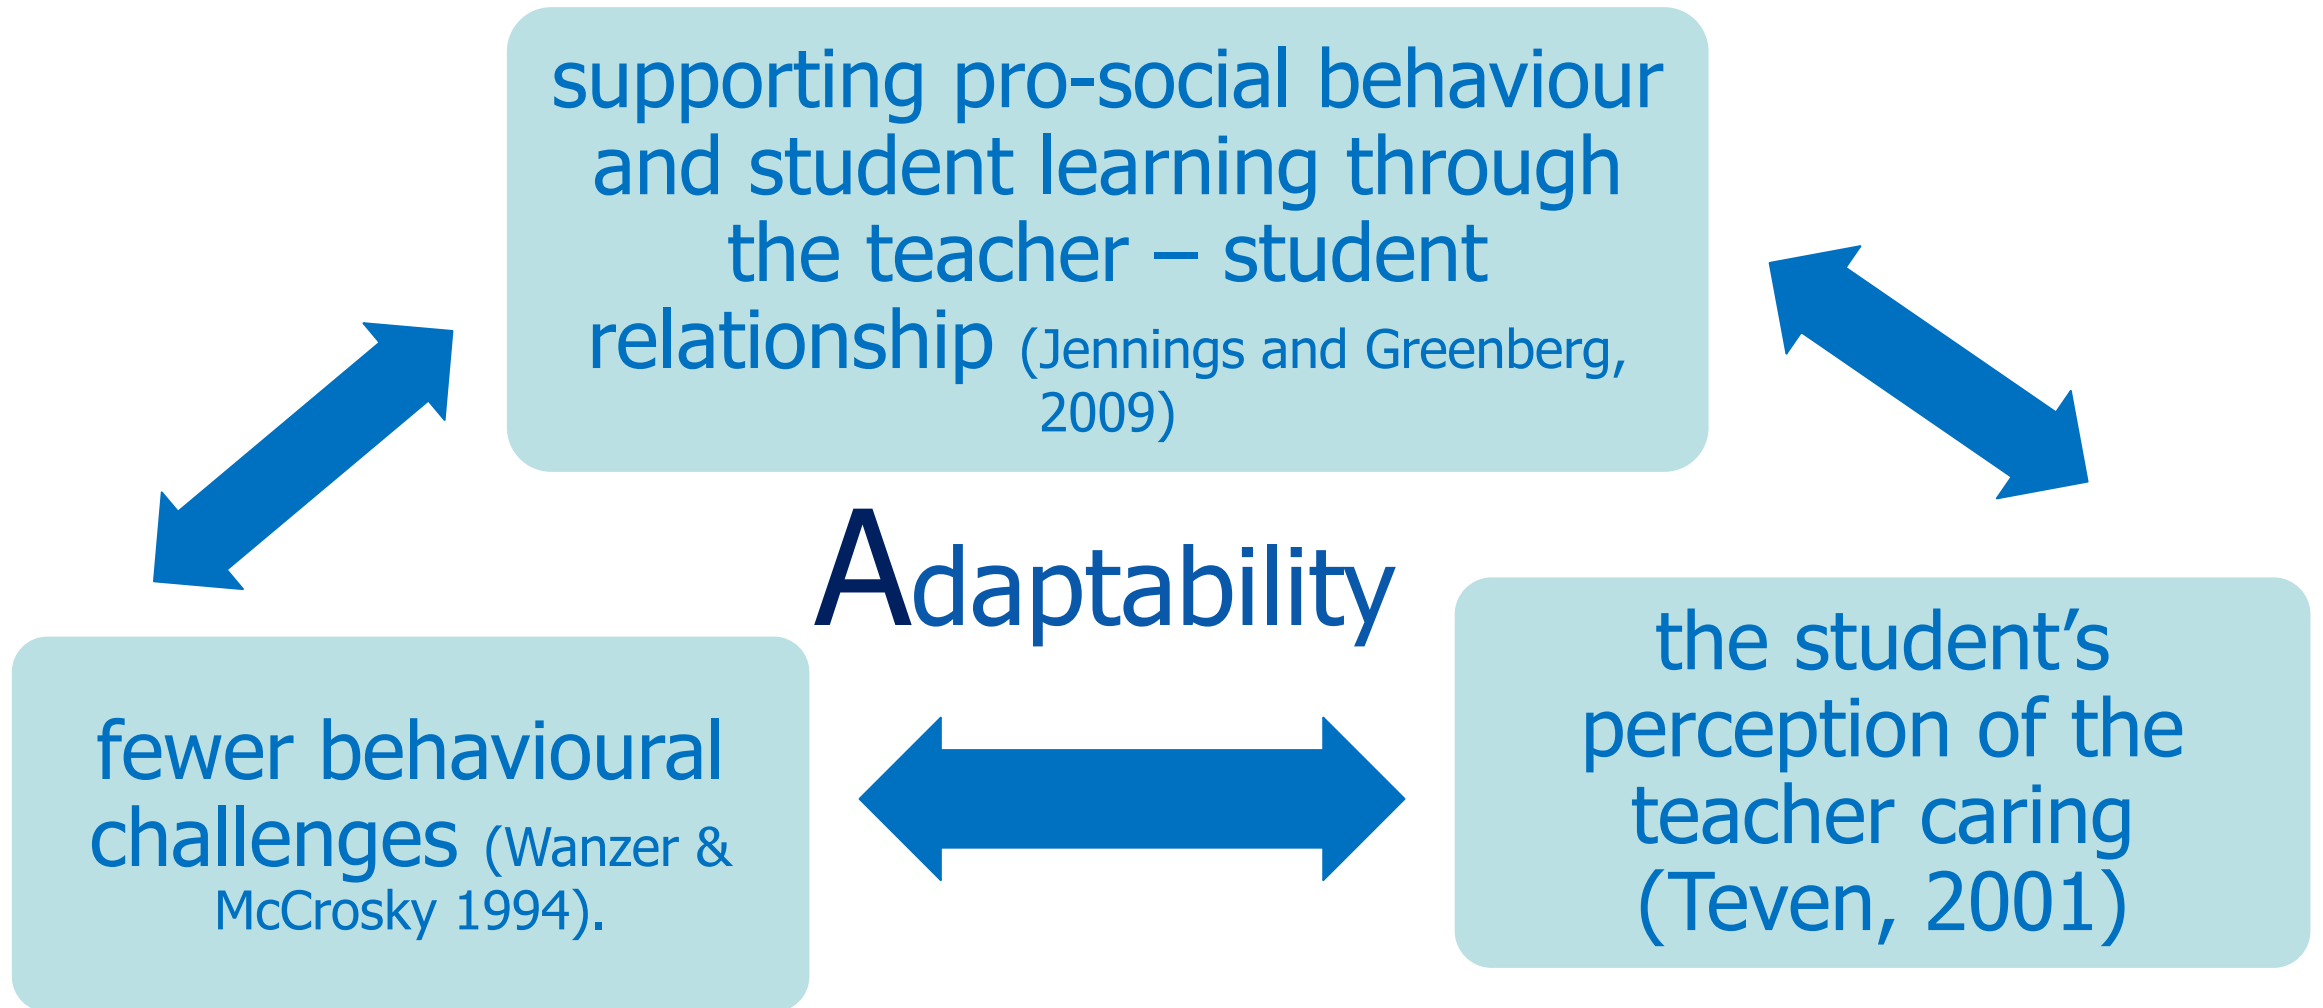 supporting pro-social behaviour
and student learning through
the teacher – student
relationship (Jennings and Greenberg,
2009)
Adaptability
fewer behavioural
challenges (Wanzer &
McCrosky 1994).
the student’s
perception of the
teacher caring
(Teven, 2001)